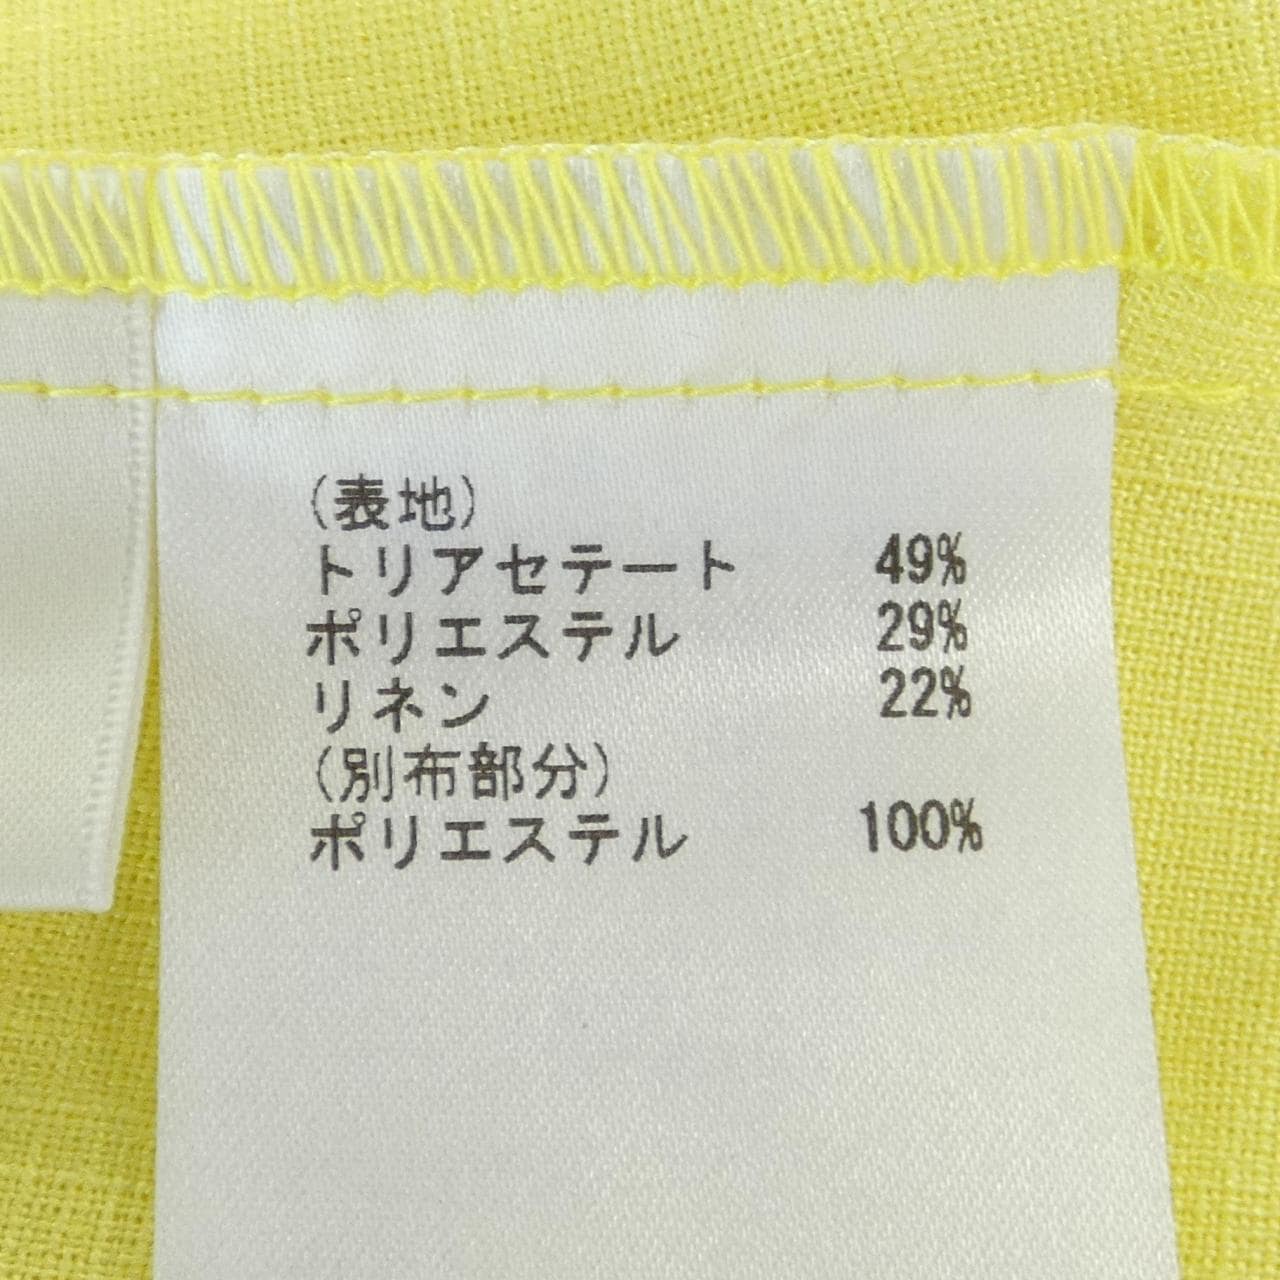 (表地)
トリアセテート 49%
ポリエステル 29%
リネン 22%
(別布部分)
ポリエステル 100%